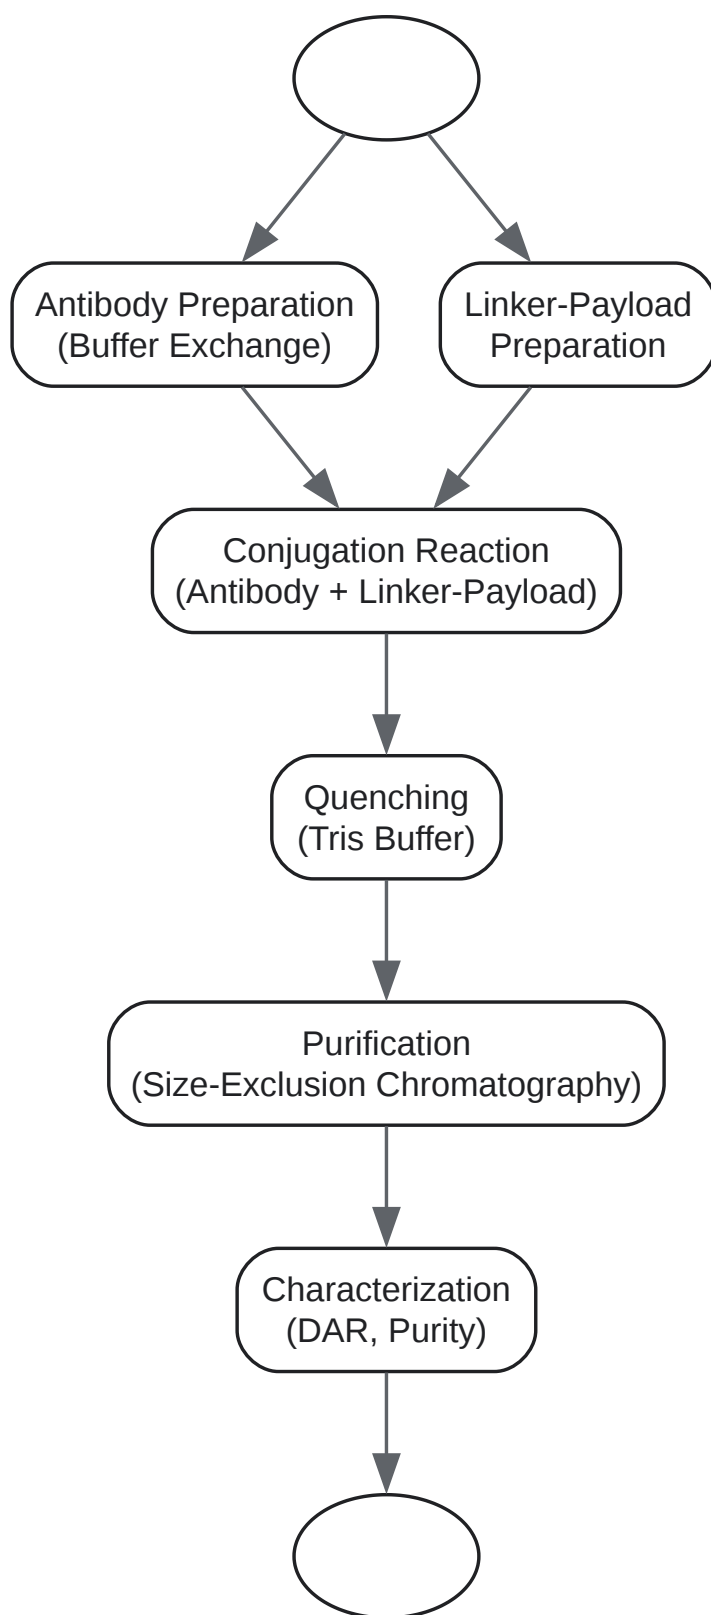 Antibody Preparation
(Buffer Exchange)
Linker-Payload
Preparation
Conjugation Reaction
(Antibody + Linker-Payload)
Quenching
(Tris Buffer)
Purification
(Size-Exclusion Chromatography)
Characterization
(DAR, Purity)